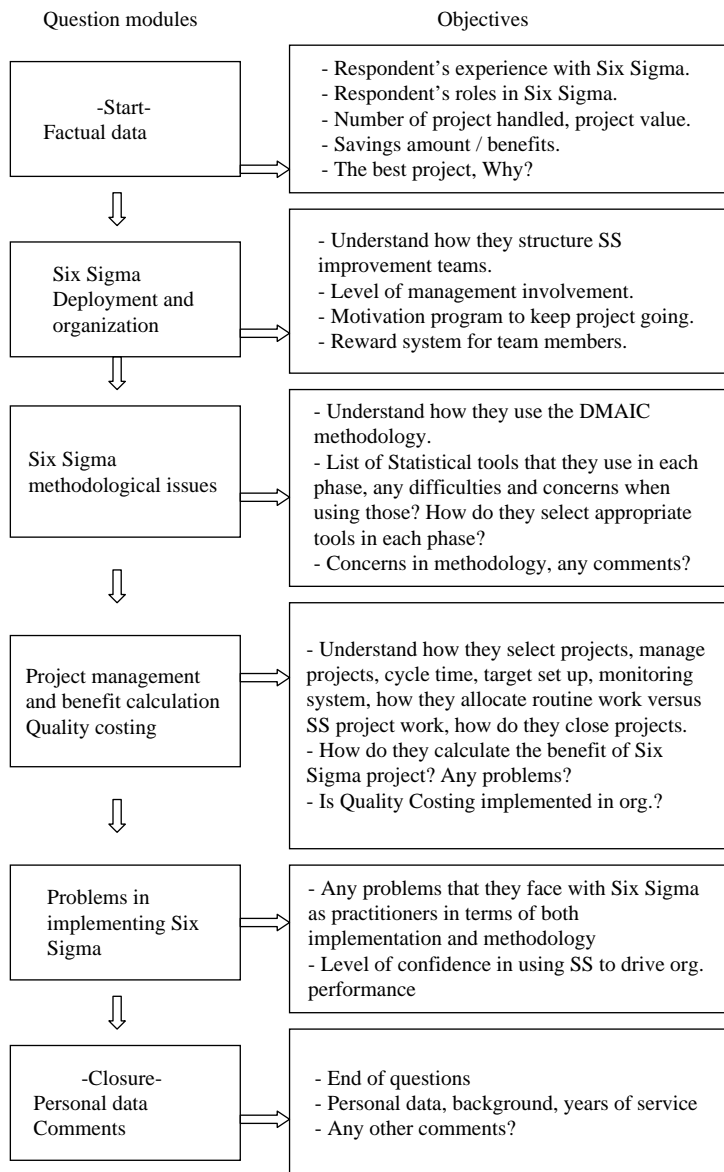 Question modules
Objectives
-Start-
Factual data
- Respondent's experience with Six Sigma.
- Respondent's roles in Six Sigma.
- Number of project handled, project value.
- Savings amount / benefits.
- The best project, Why?
Six Sigma
Deployment and
organization
- Understand how they structure SS
improvement teams.
- Level of management involvement.
- Motivation program to keep project going.
- Reward system for team members.
Six Sigma
methodological issues
- Understand how they use the DMAIC
methodology.
- List of Statistical tools that they use in each
phase, any difficulties and concerns when
using those? How do they select appropriate
tools in each phase?
- Concerns in methodology, any comments?
Project management
and benefit calculation
Quality costing
- Understand how they select projects, manage
projects, cycle time, target set up, monitoring
system, how they allocate routine work versus
SS project work, how do they close projects.
- How do they calculate the benefit of Six
Sigma project? Any problems?
- Is Quality Costing implemented in org.?
Problems in
implementing Six
Sigma
- Any problems that they face with Six Sigma
as practitioners in terms of both
implementation and methodology
- Level of confidence in using SS to drive org.
performance
-Closure-
Personal data
Comments
- End of questions
- Personal data, background, years of service
- Any other comments?